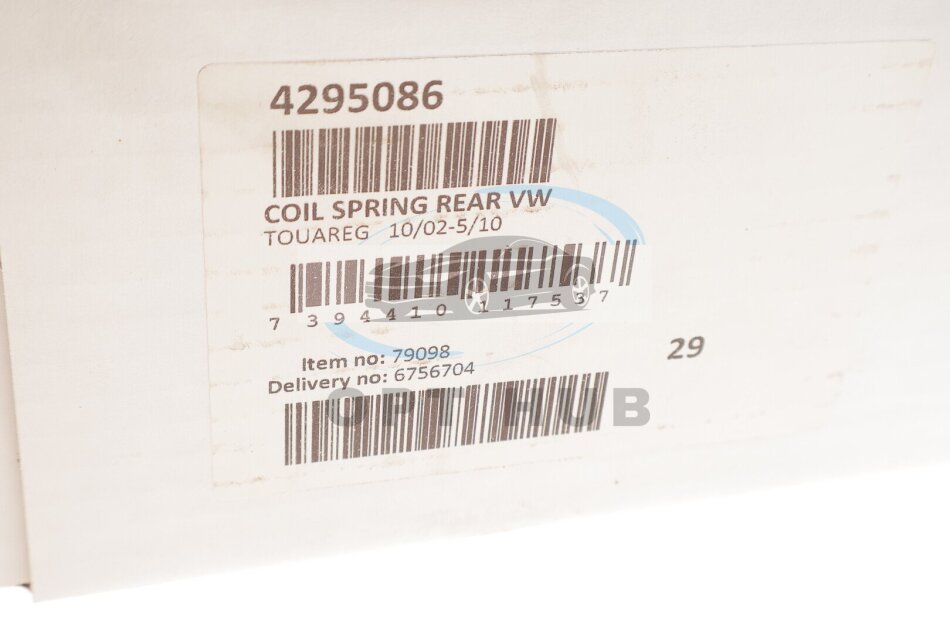 4295086
COIL SPRING REAR VW
TOUAREG 10/02-5/10
7 394410 117537
Item no: 79098
29
Delivery no: 6756704
OPT HUB